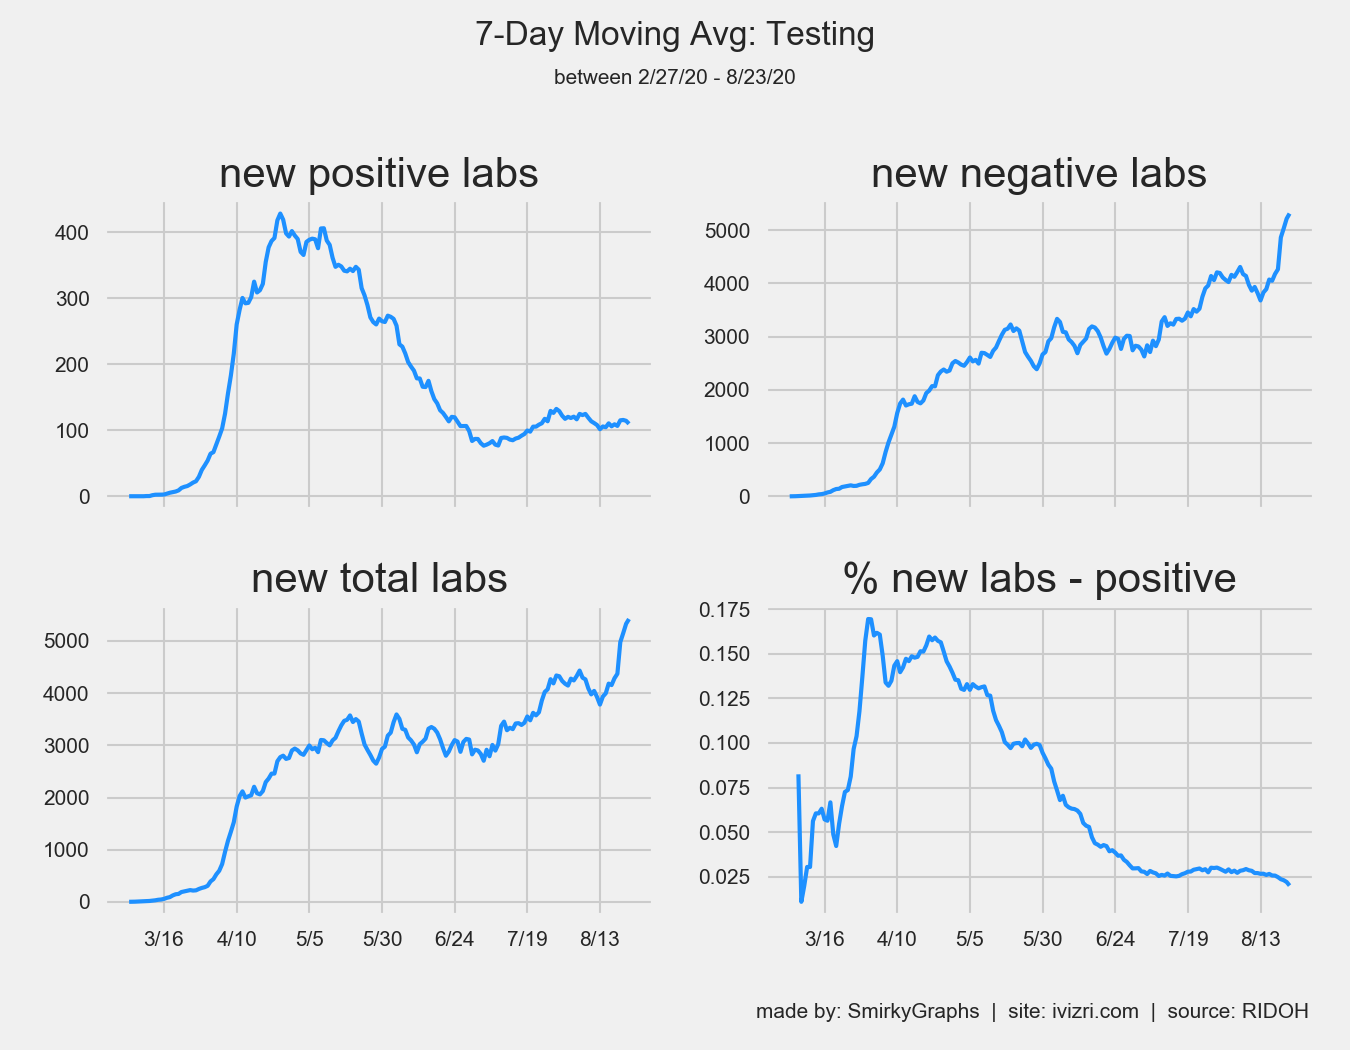 7-Day Moving Avg: Testing
between 2/27/20 - 8/23/20
new positive labs
400
300
200
100
0
new negative labs
5000
4000
3000
2000
1000
0
new total labs
5000
4000
3000
2000
1000
0
3/16 4/10 5/5 5/30 6/24 7/19 8/13
% new labs - positive
0.175
0.150
0.125
0.100
0.075
0.050
0.025
3/16 4/10 5/5 5/30 6/24 7/19 8/13
made by: SmirkyGraphs | site: ivizri.com | source: RIDOH